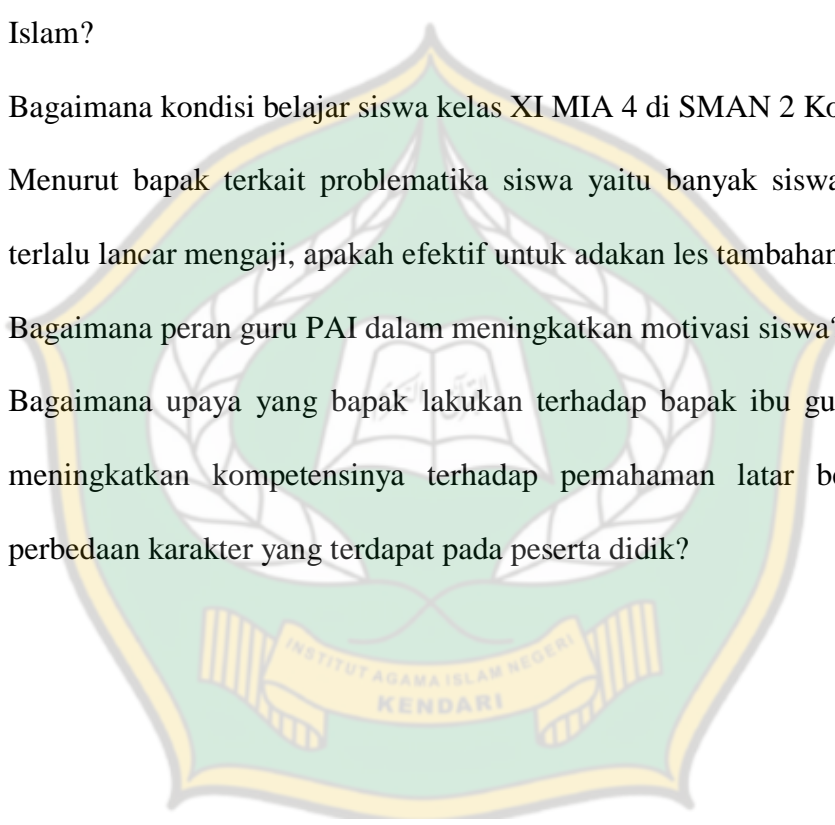 Islam?
Bagaimana kondisi belajar siswa kelas XI MIA 4 di SMAN 2
Menurut bapak terkait problematika siswa yaitu banyak siswa
terlalu lancar mengaji, apakah efektif untuk adakan les tambahan
Bagaimana peran guru PAI dalam meningkatkan motivasi siswa?
Bagaimana upaya yang bapak lakukan terhadap bapak ibu
meningkatkan kompetensinya terhadap pemahaman latar
perbedaan karakter yang terdapat pada peserta didik?
INSTITUT AGAMA ISLAM NEGERI
KENDARI